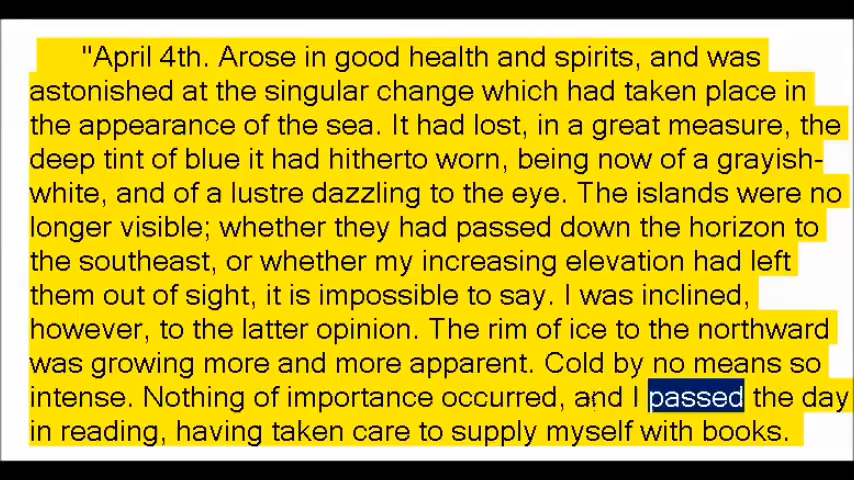 "April 4th. Arose in good health and spirits, and was
astonished at the singular change which had taken place in
the appearance of the sea. It had lost, in a great measure, the
deep tint of blue it had hitherto worn, being now of a grayish-
white, and of a lustre dazzling to the eye. The islands were no
longer visible; whether they had passed down the horizon to
the southeast, or whether my increasing elevation had left
them out of sight, it is impossible to say. I was inclined,
however, to the latter opinion. The rim of ice to the northward
was growing more and more apparent. Cold by no means so
intense. Nothing of importance occurred, and I passed the day
in reading, having taken care to supply myself with books.